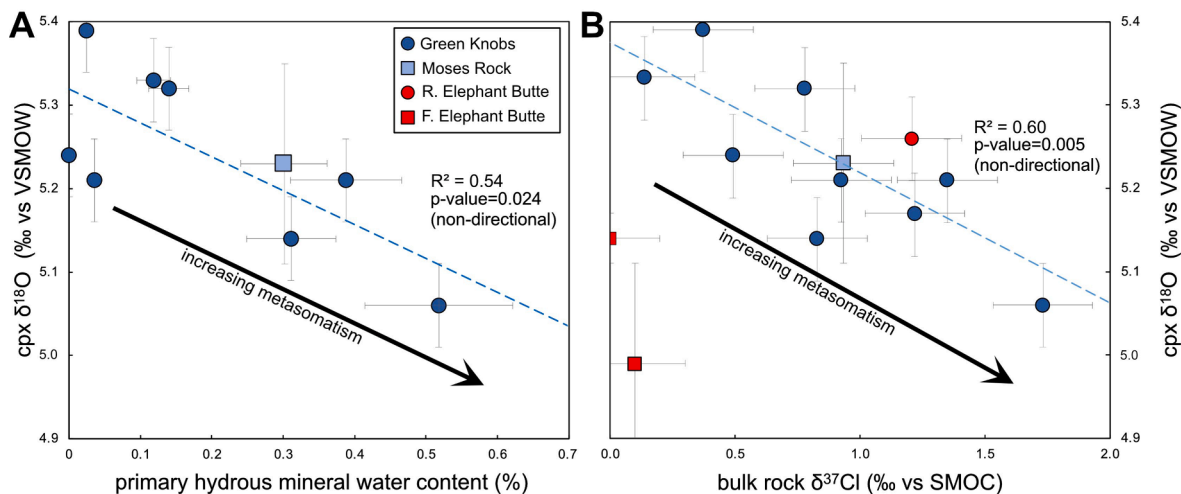 A
cpx δ¹⁸O (‰ vs VSMOW)
5.4
5.3
5.2
5.1
5.0
4.9
0
0.1
0.2
0.3
0.4
0.5
0.6
0.7
primary hydrous mineral water content (%)
Green Knobs
Moses Rock
R. Elephant Butte
F. Elephant Butte
R² = 0.54
p-value=0.024
(non-directional)
increasing metasomatism
B
R² = 0.60
p-value=0.005
(non-directional)
increasing metasomatism
0.0
0.5
1.0
1.5
2.0
bulk rock δ³⁷Cl (‰ vs SMOC)
5.4
5.3
5.2
5.1
5.0
4.9
cpx δ¹⁸O (‰ vs VSMOW)